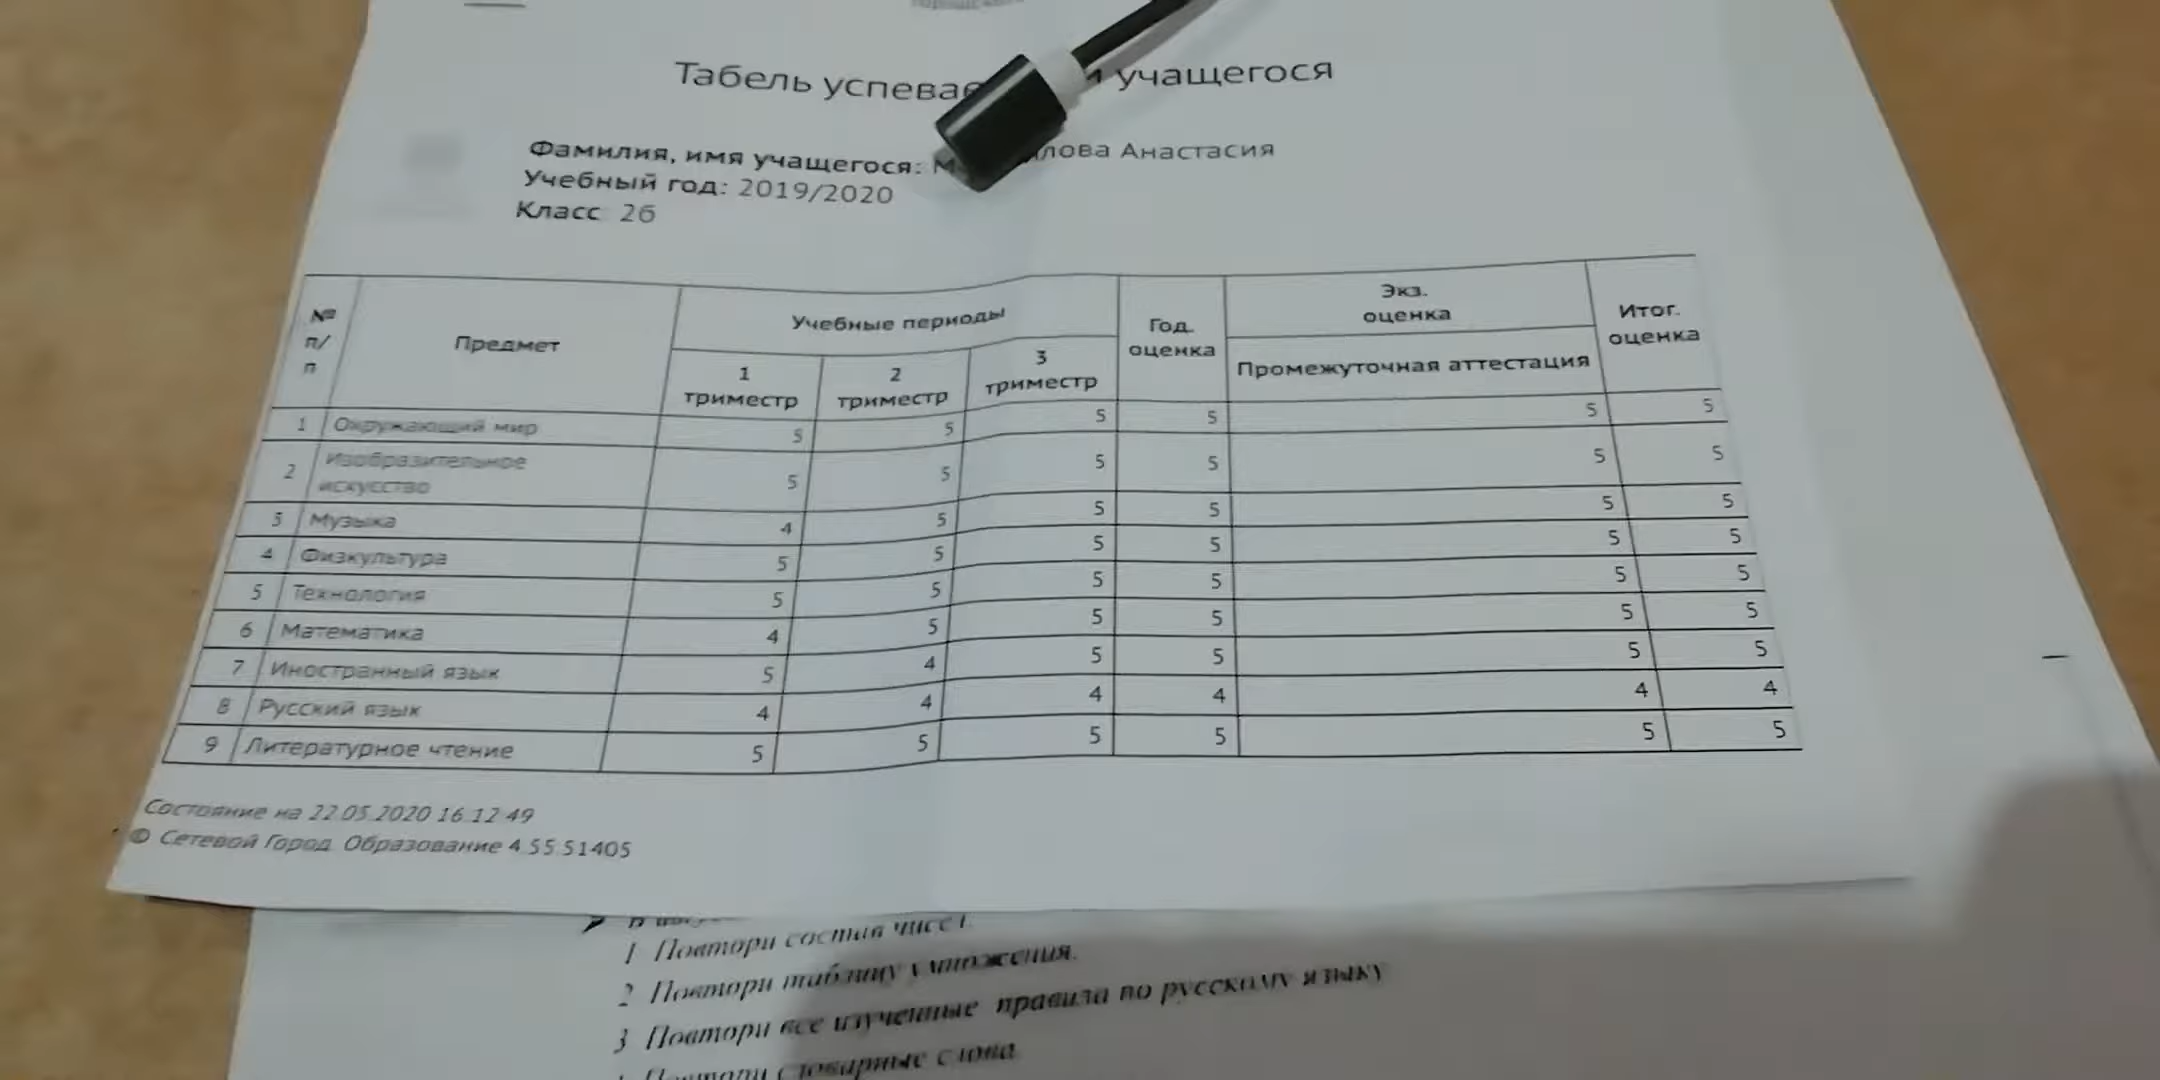 Табель учащегося
Фамилия, имя учащегося: Анастасия
Учебный год: 2019/2020
Класс 2б
№ п/п Предмет Учебные периоды Год. оценка Экз. оценка Итог. оценка
1 триместр 2 триместр 3 триместр Промежуточная аттестация
1 Окружающий мир 5 5 5 5 5 5
2 Изобразительное искусство 5 5 5 5 5 5
3 Музыка 4 5 5 5 5 5
4 Физкультура 5 5 5 5 5 5
5 Технология 5 5 5 5 5 5
6 Математика 4 5 5 5 5 5
7 Иностранный язык 5 4 5 5 5 5
8 Русский язык 4 4 4 4 4 4
9 Литературное чтение 5 5 5 5 5 5
Состояние на 22.05.2020 16:12:49
© Сетевой Город. Образование 4.55.51405
1 Повтори состав чисел.
2 Повтори таблицу умножения.
3 Повтори все изученные правила по русскому языку
Повтори словарные слова.